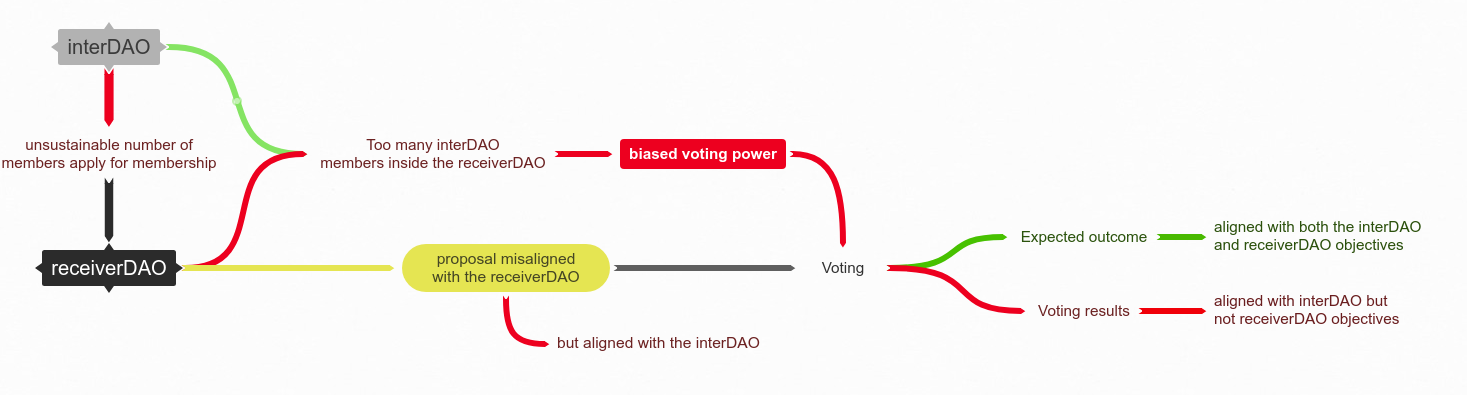 interDAO
unsustainable number of
members apply for membership
receiverDAO
Too many interDAO
members inside the receiverDAO
biased voting power
proposal misaligned
with the receiverDAO
but aligned with the interDAO
Voting
Expected outcome
aligned with both the interDAO
and receiverDAO objectives
Voting results
aligned with interDAO but
not receiverDAO objectives